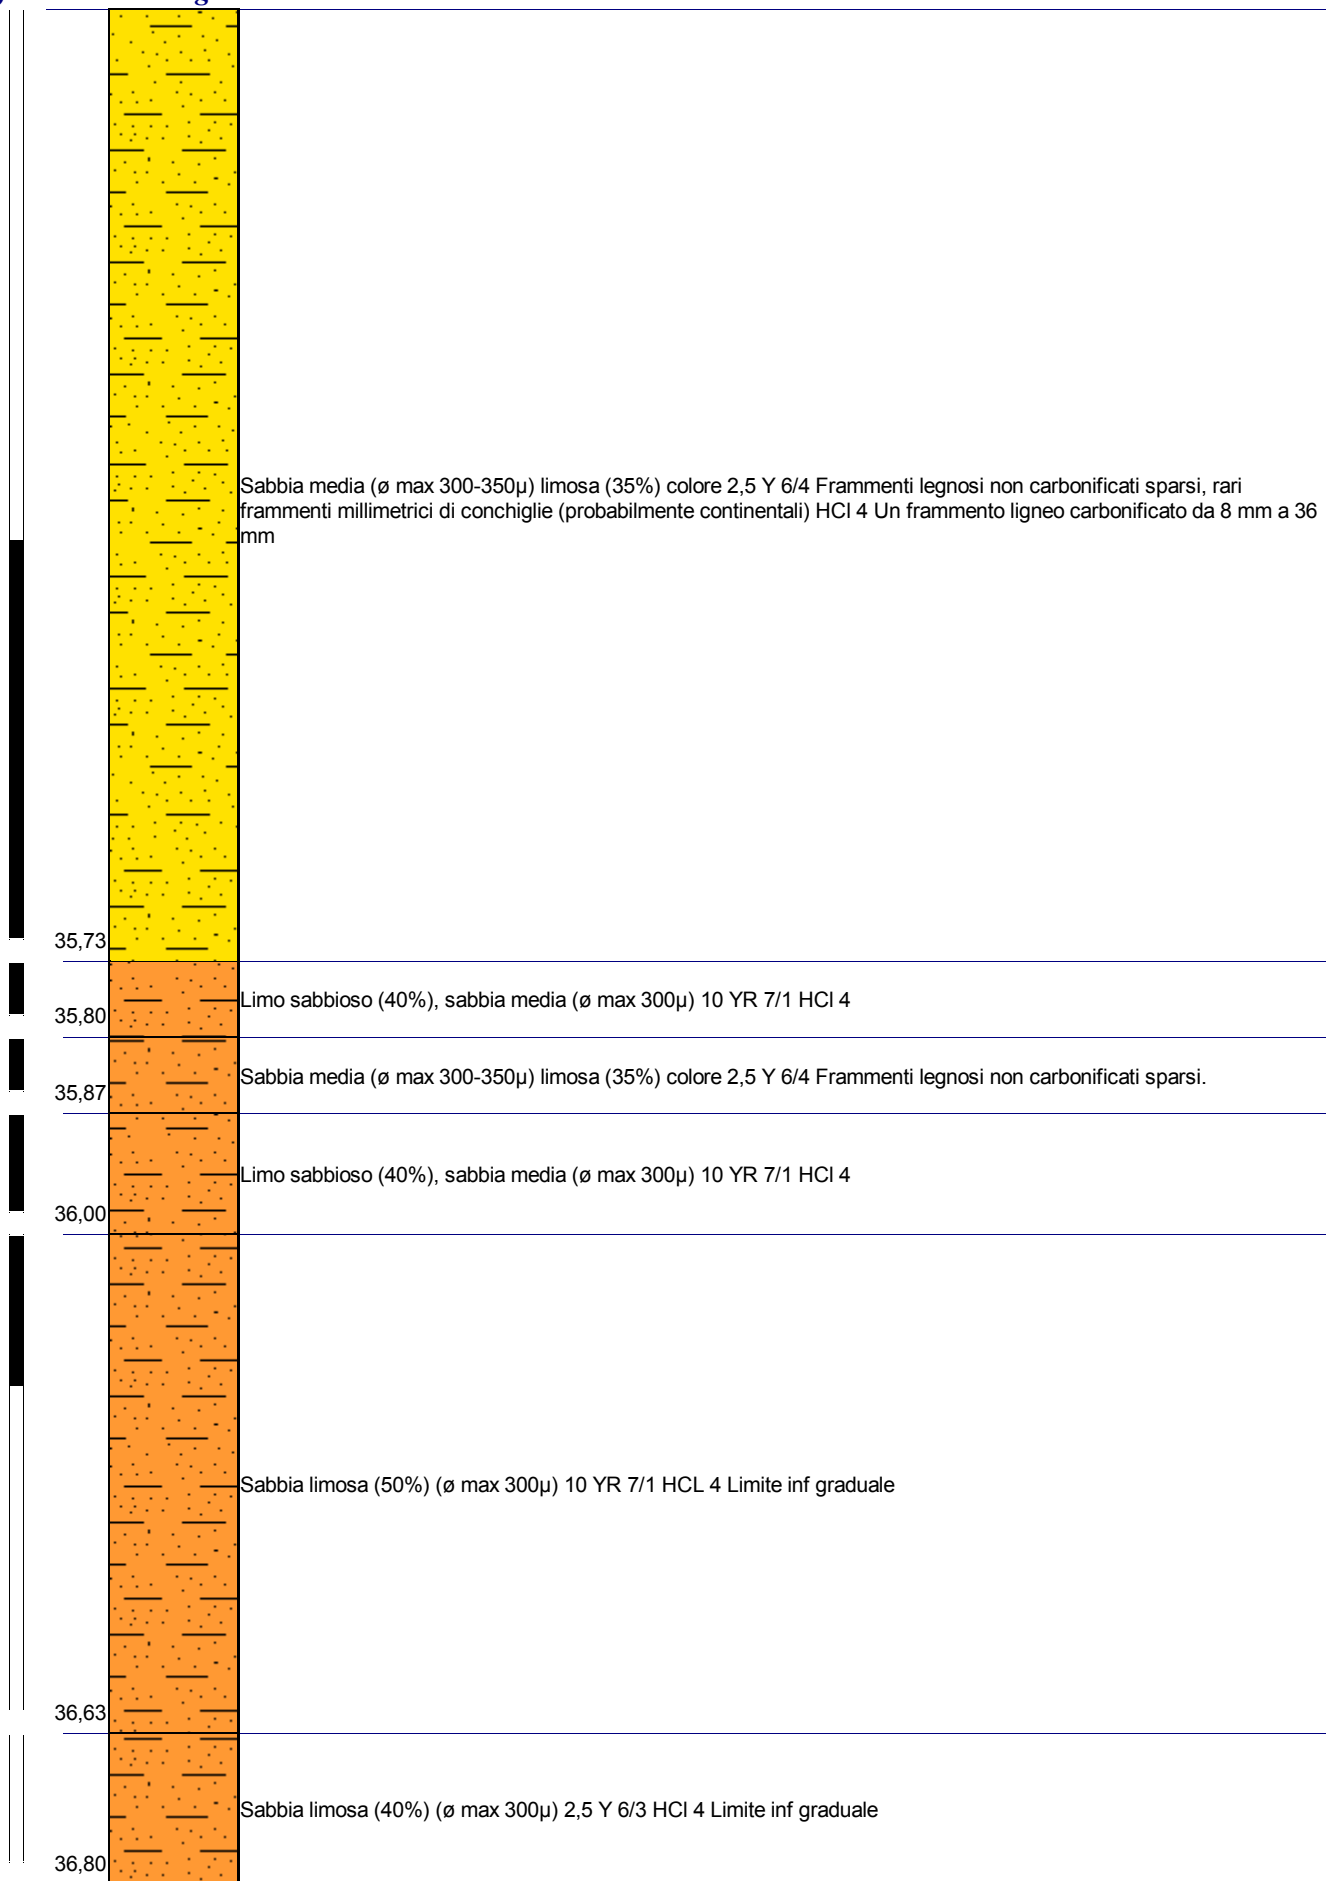 Sabbia media (ø max 300-350µ) limosa (35%) colore 2,5 Y 6/4 Frammenti legnosi non carbonificati sparsi, rari
frammenti millimetrici di conchiglie (probabilmente continentali) HCl 4 Un frammento ligneo carbonificato da 8 mm a 36
mm
35,73
Limo sabbioso (40%), sabbia media (ø max 300µ) 10 YR 7/1 HCl 4
35,80
Sabbia media (ø max 300-350µ) limosa (35%) colore 2,5 Y 6/4 Frammenti legnosi non carbonificati sparsi.
35,87
Limo sabbioso (40%), sabbia media (ø max 300µ) 10 YR 7/1 HCl 4
36,00
Sabbia limosa (50%) (ø max 300µ) 10 YR 7/1 HCL 4 Limite inf graduale
36,63
Sabbia limosa (40%) (ø max 300µ) 2,5 Y 6/3 HCl 4 Limite inf graduale
36,80